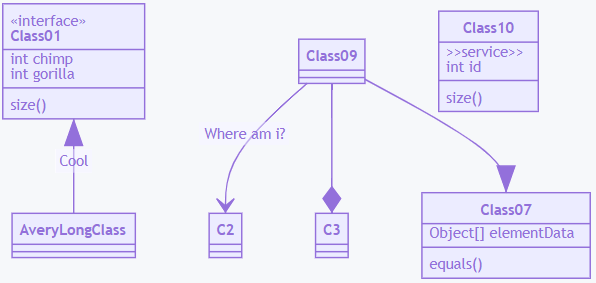 «interface»
Class01
int chimp
int gorilla
size()
Cool
AveryLongClass
Class09
Where am i?
C2
C3
Class10
>>service>>
int id
size()
Class07
Object[] elementData
equals()